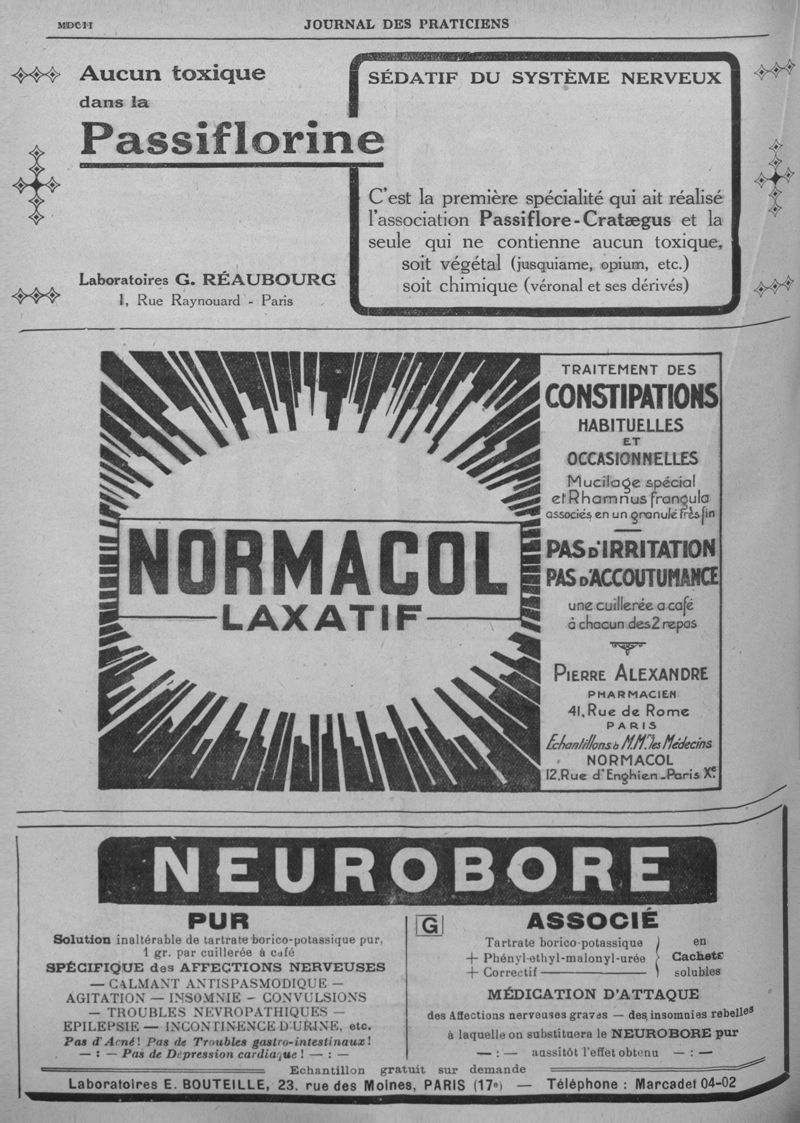 MDCII
JOURNAL DES PRATICIENS
Aucun toxique
dans la
Passiflorine
Laboratoires G. RÉAUBOURG
1, Rue Raynouard - Paris
SÉDATIF DU SYSTÈME NERVEUX
C'est la première spécialité qui ait réalisé
l'association Passiflore-Cratægus et la
seule qui ne contienne aucun toxique,
soit végétal (jusquiame, opium, etc.)
soit chimique (véronal et ses dérivés)
NORMACOL
LAXATIF
TRAITEMENT DES
CONSTIPATIONS
HABITUELLES
ET
OCCASIONNELLES
Mucilage spécial
et Rhamnus frangula
associés en un granulé très fin
PAS D'IRRITATION
PAS D'ACCOUTUMANCE
une cuillerée a café
à chacun des 2 repas
PIERRE ALEXANDRE
PHARMACIEN
41, Rue de Rome
PARIS
Échantillons à M.M.rs les Médecins
NORMACOL
12, Rue d'Enghien - Paris Xe.
NEUROBORE
PUR
Solution inaltérable de tartrate borico-potassique pur,
1 gr. par cuillerée à café
SPÉCIFIQUE des AFFECTIONS NERVEUSES
— CALMANT ANTISPASMODIQUE —
AGITATION — INSOMNIE - CONVULSIONS
— TROUBLES NEVROPATHIQUES —
EPILEPSIE — INCONTINENCE D'URINE, etc.
Pas d'Acné! Pas de Troubles gastro-intestinaux!
— : — Pas de Dépression cardiaque ! — : —
G
ASSOCIÉ
Tartrate borico-potassique
+ Phényl-ethyl-malonyl-urée
+ Correctif
en
Cachets
solubles
MÉDICATION D'ATTAQUE
des Affections nerveuses graves — des insomnies rebelles
à laquelle on substituera le NEUROBORE pur
— : — aussitôt l'effet obtenu — : —
Echantillon gratuit sur demande
Laboratoires E. BOUTEILLE, 23, rue des Moines, PARIS (17e) — Téléphone : Marcadet 04-02